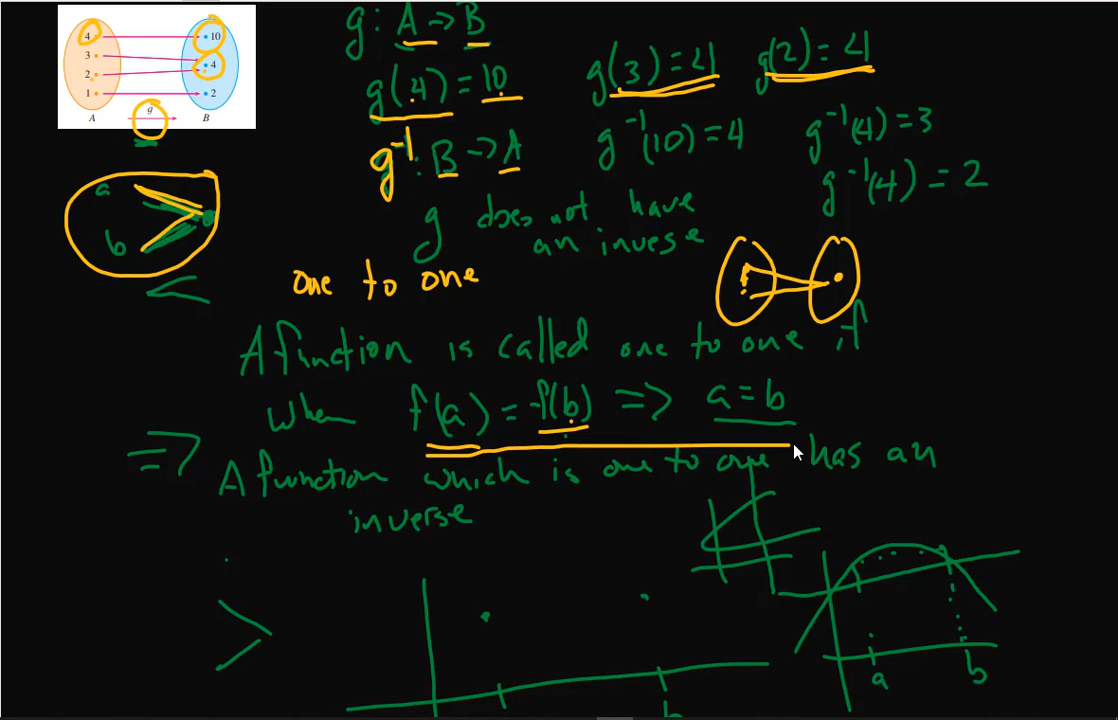 4 10
3 4
2
1 2
A g B
g: A → B
g(4) = 10
g(3) = 4
g(2) = 4
g⁻¹: B → A
g⁻¹(10) = 4
g⁻¹(4) = 3
g⁻¹(4) = 2
a
b
g does not have
an inverse
one to one
A function is called one to one if
when f(a) = f(b) => a = b
=> A function which is one to one has an
inverse
a b
b